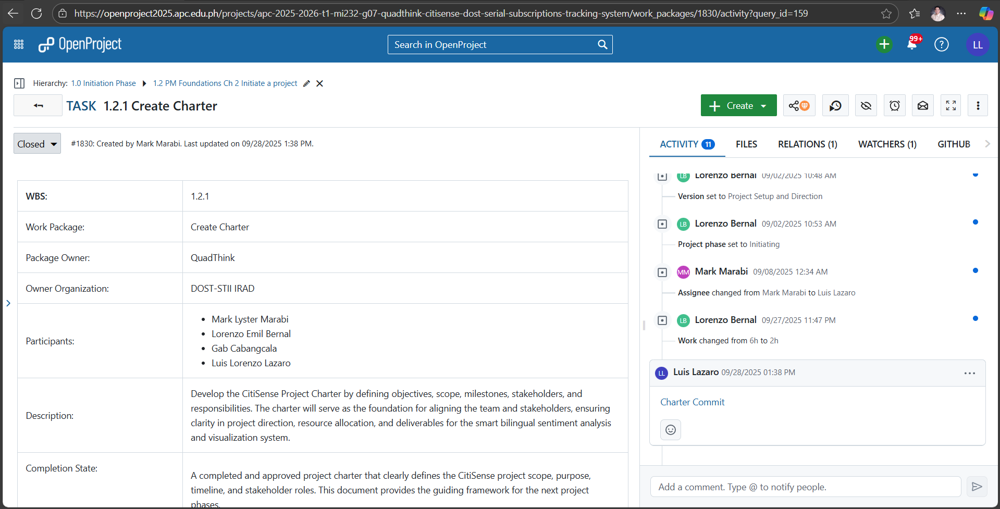 https://openproject2025.apc.edu.ph/projects/apc-2025-2026-t1-mi232-g07-quadthink-citisense-dost-serial-subscriptions-tracking-system/work_packages/1830/activity?query_id=159
OpenProject
Search in OpenProject
99+
LL
Hierarchy: 1.0 Initiation Phase 1.2 PM Foundations Ch 2 Initiate a project
TASK 1.2.1 Create Charter
Create
Closed
#1830: Created by Mark Marabi. Last updated on 09/28/2025 1:38 PM.
WBS: 1.2.1
Work Package: Create Charter
Package Owner: QuadThink
Owner Organization: DOST-STII IRAD
Participants:
• Mark Lyster Marabi
• Lorenzo Emil Bernal
• Gab Cabangcala
• Luis Lorenzo Lazaro
Description:
Develop the CitiSense Project Charter by defining objectives, scope, milestones, stakeholders, and
responsibilities. The charter will serve as the foundation for aligning the team and stakeholders, ensuring
clarity in project direction, resource allocation, and deliverables for the smart bilingual sentiment analysis
and visualization system.
Completion State:
A completed and approved project charter that clearly defines the CitiSense project scope, purpose,
timeline, and stakeholder roles. This document provides the guiding framework for the next project
phases.
ACTIVITY 11 FILES RELATIONS (1) WATCHERS (1) GITHUB
LB Lorenzo Bernal 09/02/2025 10:48 AM
Version set to Project Setup and Direction
LB Lorenzo Bernal 09/02/2025 10:53 AM
Project phase set to Initiating
MM Mark Marabi 09/08/2025 12:34 AM
Assignee changed from Mark Marabi to Luis Lazaro
LB Lorenzo Bernal 09/27/2025 11:47 PM
Work changed from 6h to 2h
LL Luis Lazaro 09/28/2025 01:38 PM
Charter Commit
Add a comment. Type @ to notify people.